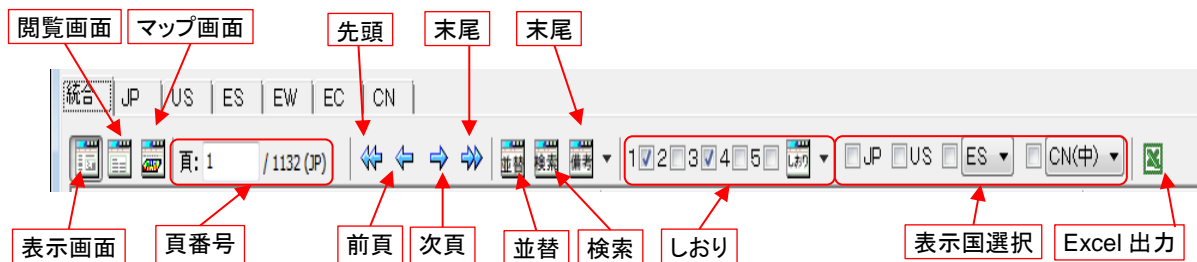 閲覧画面 マップ画面 先頭 末尾 末尾
統合 JP US ES EW EC CN
頁: 1 / 1132 (JP) 並替 検索 備考 1 2 3 4 5 しおり JP US ES CN(中)
表示画面 頁番号 前頁 次頁 並替 検索 しおり 表示国選択 Excel 出力